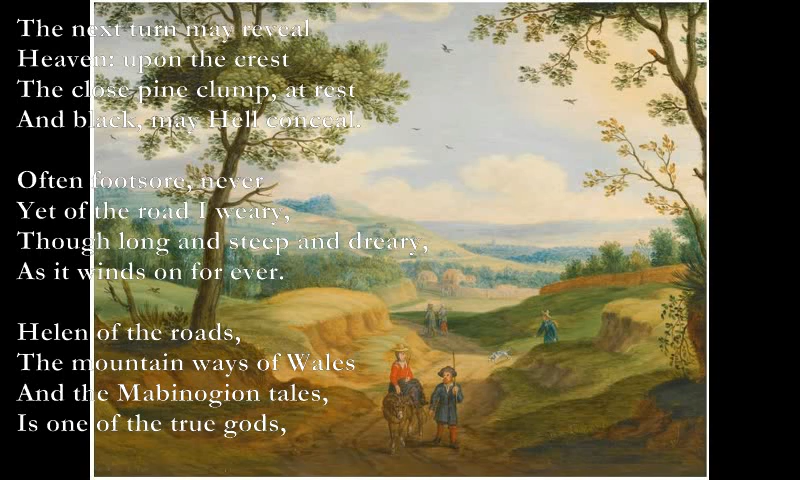 The next turn may reveal
Heaven: upon the crest
The close pine clump, at rest
And black, may Hell conceal.
Often footsore, never
Yet of the road I weary,
Though long and steep and dreary,
As it winds on for ever.
Helen of the roads,
The mountain ways of Wales
And the Mabinogion tales,
Is one of the true gods,